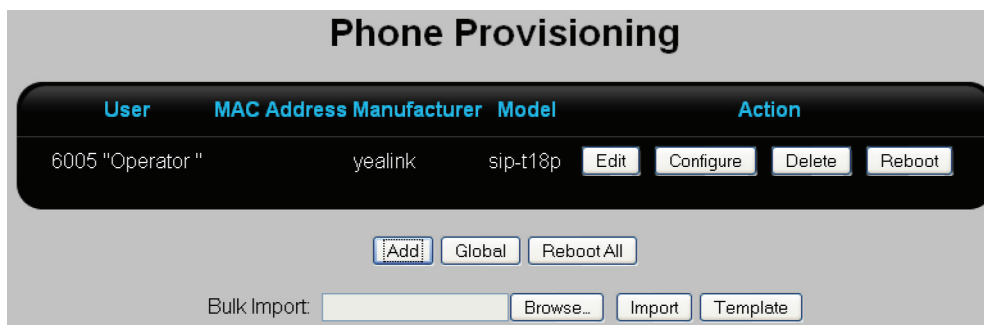 Phone Provisioning
User MAC Address Manufacturer Model Action
6005 "Operator " yealink sip-t18p Edit Configure Delete Reboot
Add Global Reboot All
Bulk Import: Browse... Import Template